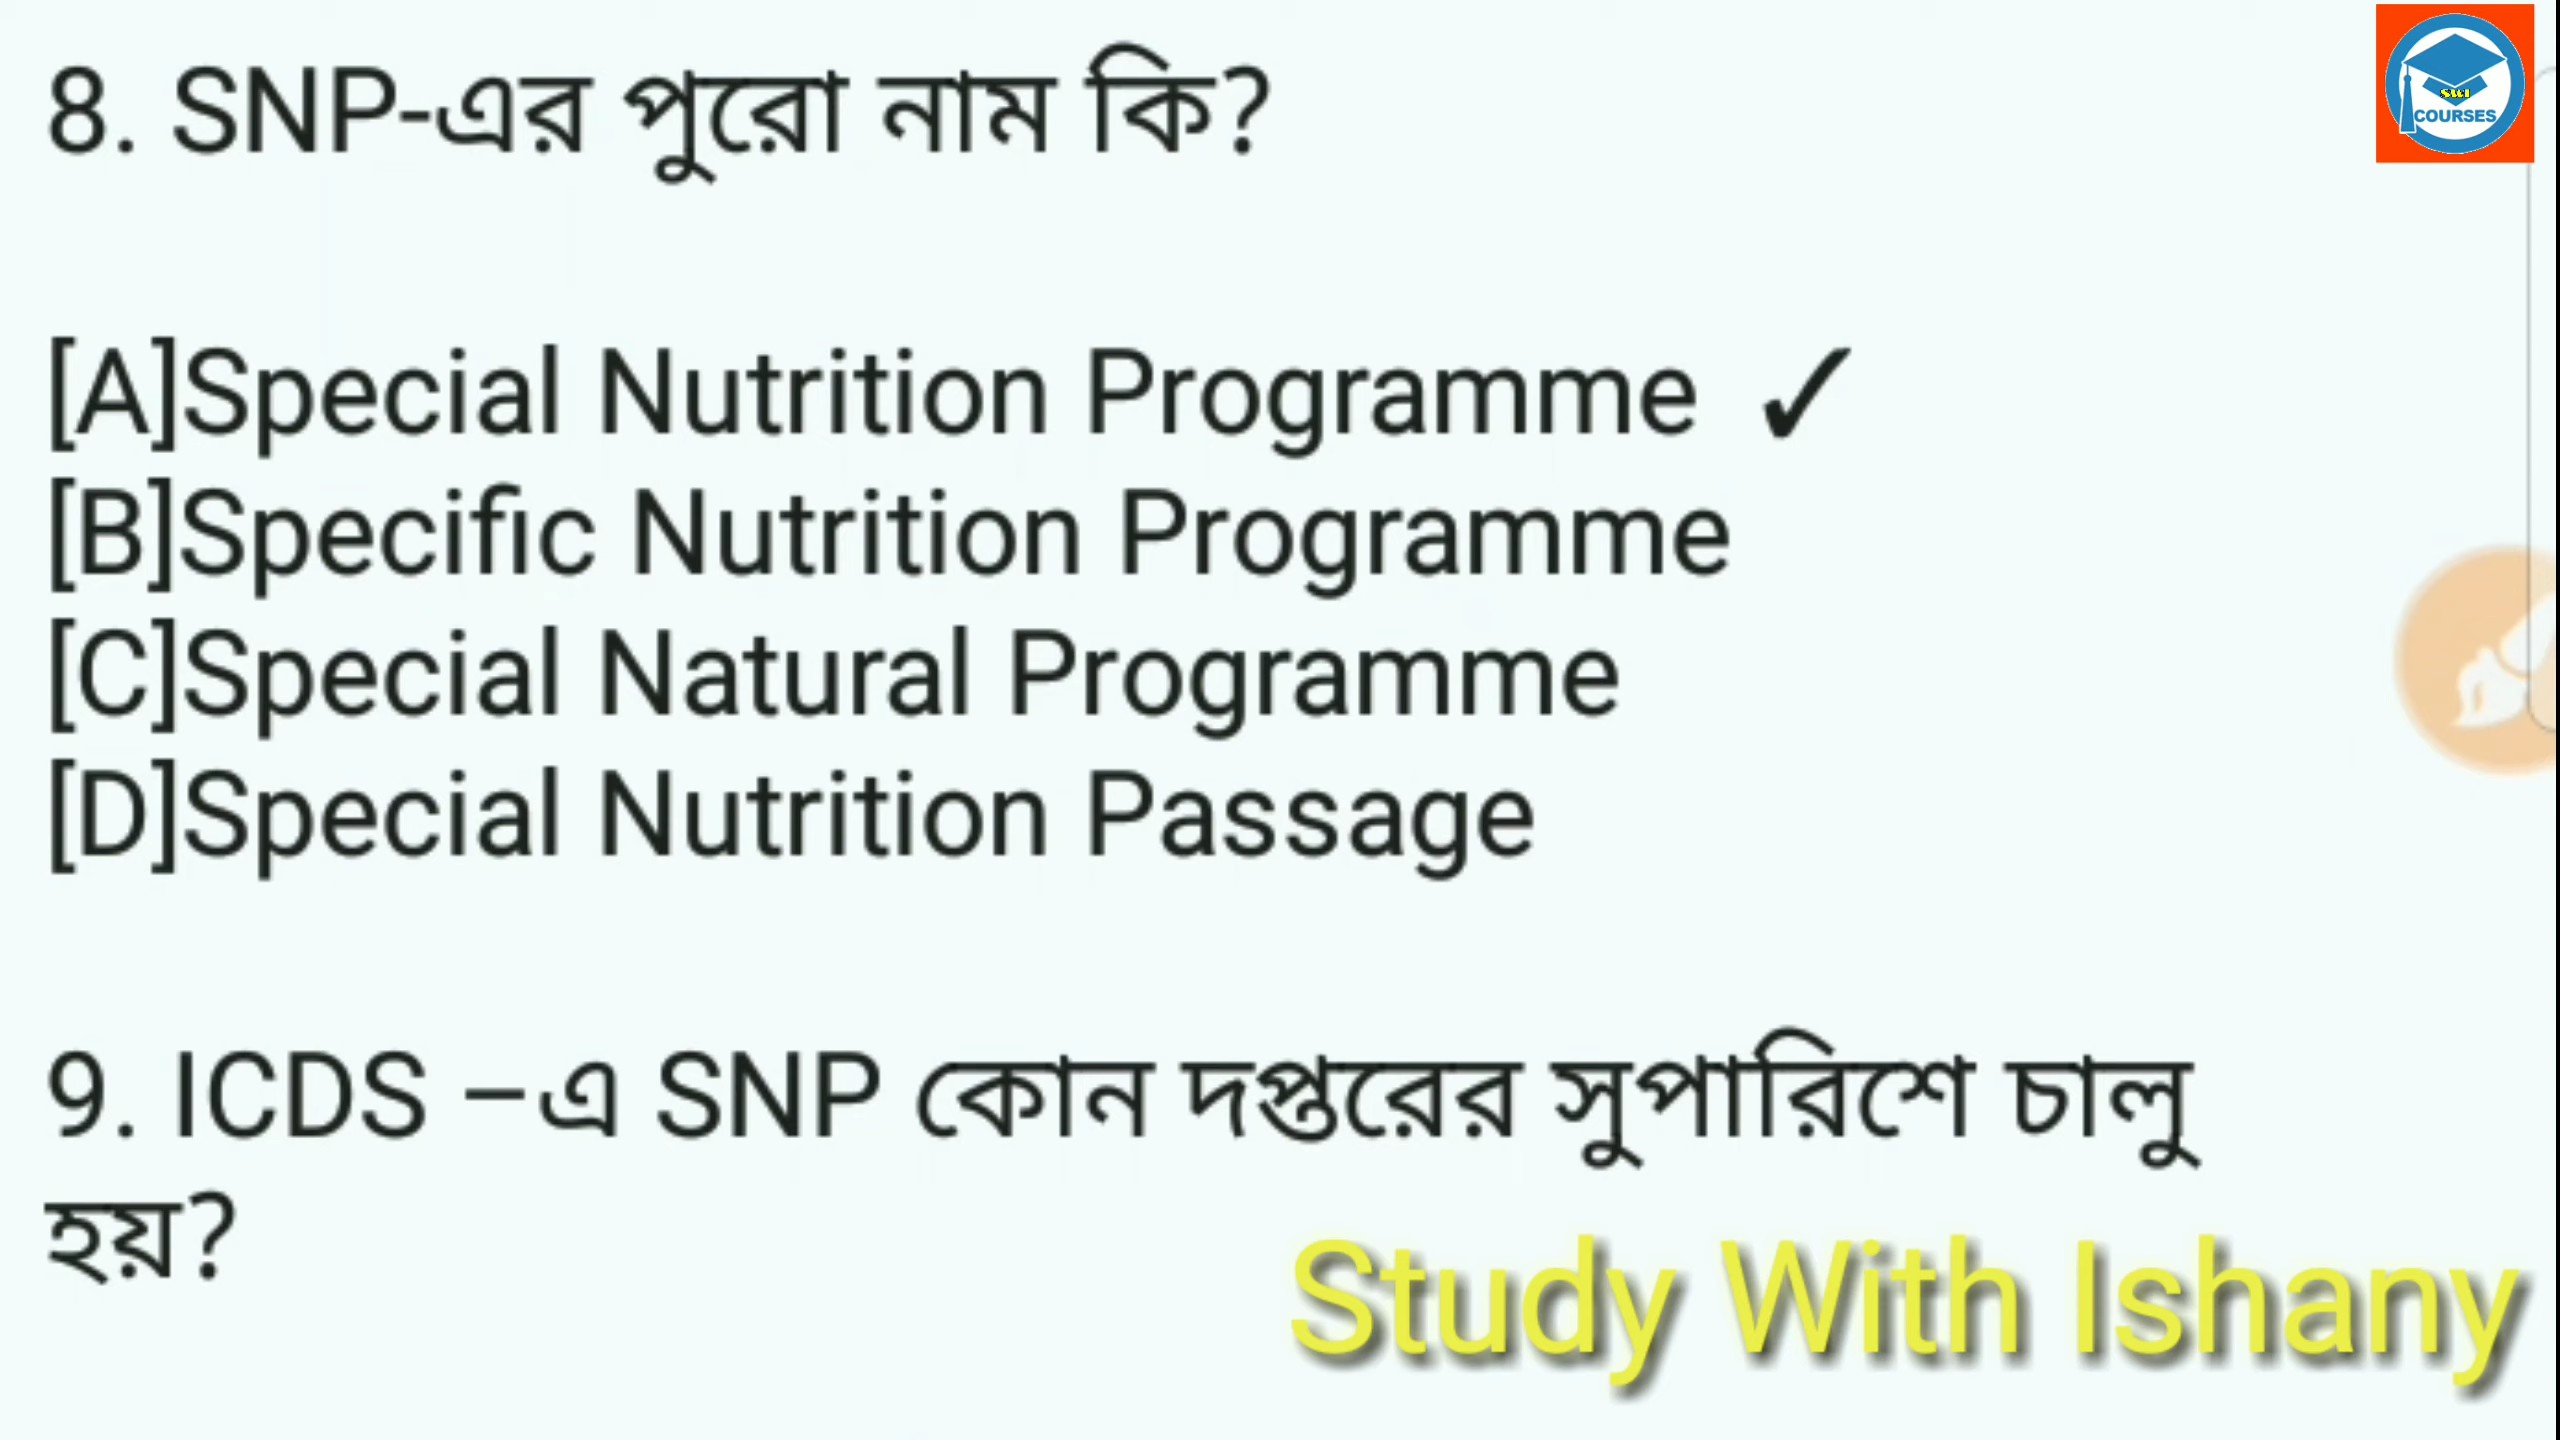 8. SNP-এর পুরো নাম কি?
[A]Special Nutrition Programme ✓
[B]Specific Nutrition Programme
[C]Special Natural Programme
[D]Special Nutrition Passage
9. ICDS –এ SNP কোন দপ্তরের সুপারিশে চালু
হয়?
Study With Ishany
SWI
COURSES